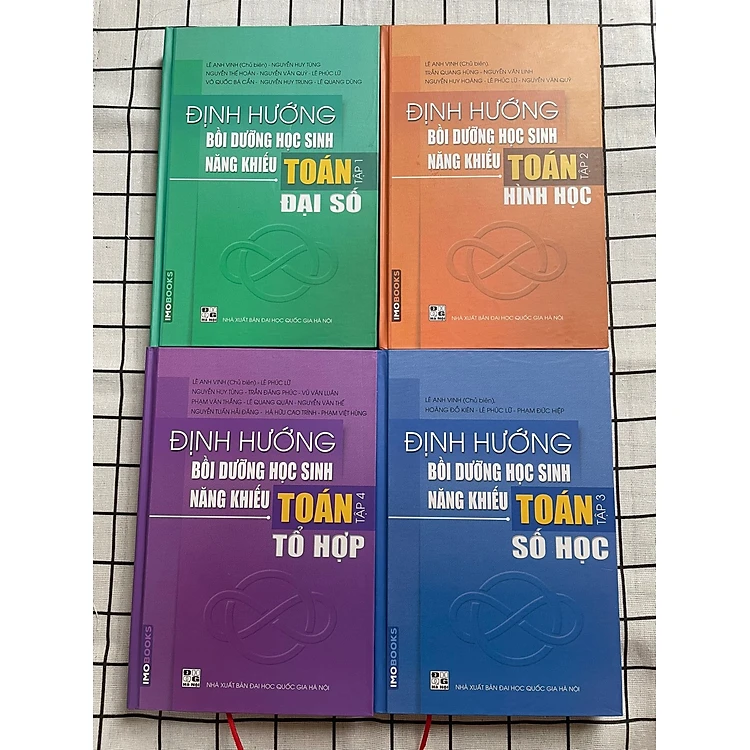 LÊ ANH VINH (Chủ biên) - NGUYỄN HUY TÙNG
NGUYỄN THẾ HOÀN - NGUYỄN VĂN QUÝ - LÊ PHÚC LỮ
VÕ QUỐC BÁ CẨN - NGUYỄN HUY TRUNG - LÊ QUANG DŨNG
ĐỊNH HƯỚNG
BỒI DƯỠNG HỌC SINH
NĂNG KHIẾU
TOÁN
TẬP 1
ĐẠI SỐ
IMOBOOKS
NHÀ XUẤT BẢN ĐẠI HỌC QUỐC GIA HÀ NỘI
LÊ ANH VINH (Chủ biên),
TRẦN QUANG HÙNG - NGUYỄN VĂN LINH
NGUYỄN HUY HOÀNG - LÊ PHÚC LỮ - NGUYỄN VĂN QUÝ
ĐỊNH HƯỚNG
BỒI DƯỠNG HỌC SINH
NĂNG KHIẾU
TOÁN
TẬP 2
HÌNH HỌC
IMOBOOKS
NHÀ XUẤT BẢN ĐẠI HỌC QUỐC GIA HÀ NỘI
LÊ ANH VINH (Chủ biên) - LÊ PHÚC LỮ
NGUYỄN HUY TÙNG - TRẦN ĐĂNG PHÚC - VŨ VĂN LUÂN
PHẠM VĂN THẮNG - LÊ QUANG QUÂN - NGUYỄN VĂN THẾ
NGUYỄN TUẤN HẢI ĐĂNG - HÀ HỮU CAO TRÌNH - PHẠM VIỆT HÙNG
ĐỊNH HƯỚNG
BỒI DƯỠNG HỌC SINH
NĂNG KHIẾU
TOÁN
TẬP 4
TỔ HỢP
IMOBOOKS
HÀ NỘI
NHÀ XUẤT BẢN ĐẠI HỌC QUỐC GIA HÀ NỘI
LÊ ANH VINH (Chủ biên),
HOÀNG ĐỖ KIÊN - LÊ PHÚC LỮ - PHẠM ĐỨC HIỆP
ĐỊNH HƯỚNG
BỒI DƯỠNG HỌC SINH
NĂNG KHIẾU
TOÁN
TẬP 3
SỐ HỌC
IMOBOOKS
HÀ NỘI
NHÀ XUẤT BẢN ĐẠI HỌC QUỐC GIA HÀ NỘI